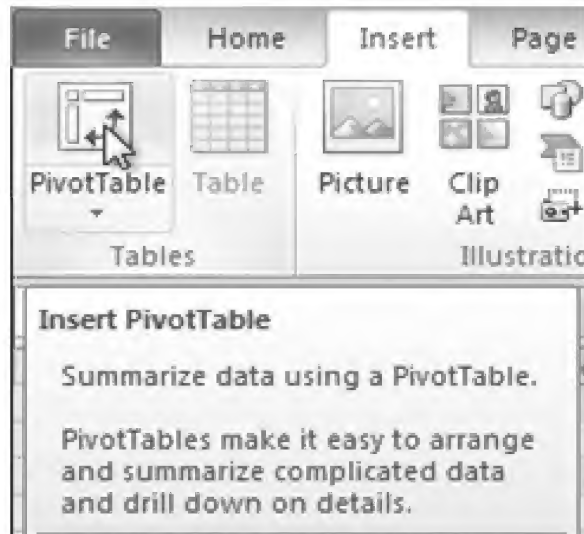 File Home Insert Page
PivotTable Table Picture Clip Art
Tables Illustratio
Insert PivotTable
Summarize data using a PivotTable.
PivotTables make it easy to arrange
and summarize complicated data
and drill down on details.